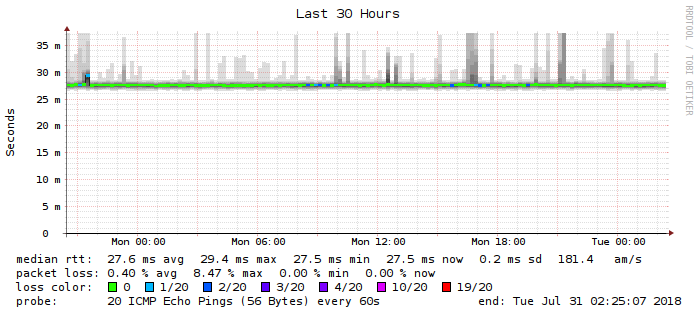 Last 30 Hours
RRDTOOL / TOBI OETIKER
Seconds
35 m
30 m
25 m
20 m
15 m
10 m
5 m
0
Mon 00:00 Mon 06:00 Mon 12:00 Mon 18:00 Tue 00:00
median rtt: 27.6 ms avg 29.4 ms max 27.5 ms min 27.5 ms now 0.2 ms sd 181.4 am/s
packet loss: 0.40 % avg 8.47 % max 0.00 % min 0.00 % now
loss color: 0 1/20 2/20 3/20 4/20 10/20 19/20
probe: 20 ICMP Echo Pings (56 Bytes) every 60s end: Tue Jul 31 02:25:07 2018